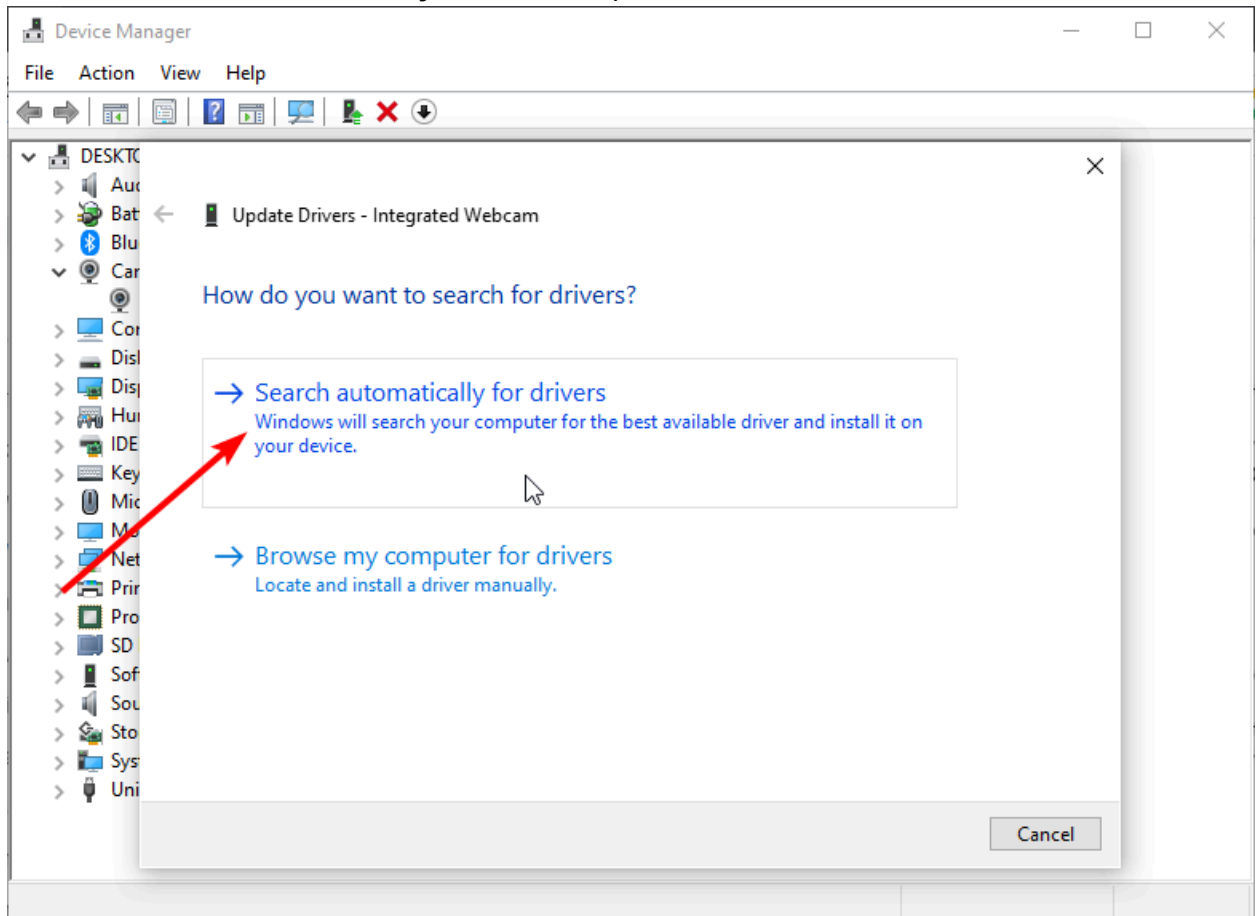 Device Manager
File Action View Help
DESKTO
Aud
Bat
Blu
Car
Cor
Disl
Disp
Hur
IDE
Key
Mic
Mo
Net
Prir
Pro
SD
Sof
Sou
Sto
Sys
Uni
Update Drivers - Integrated Webcam
How do you want to search for drivers?
Search automatically for drivers
Windows will search your computer for the best available driver and install it on
your device.
Browse my computer for drivers
Locate and install a driver manually.
Cancel